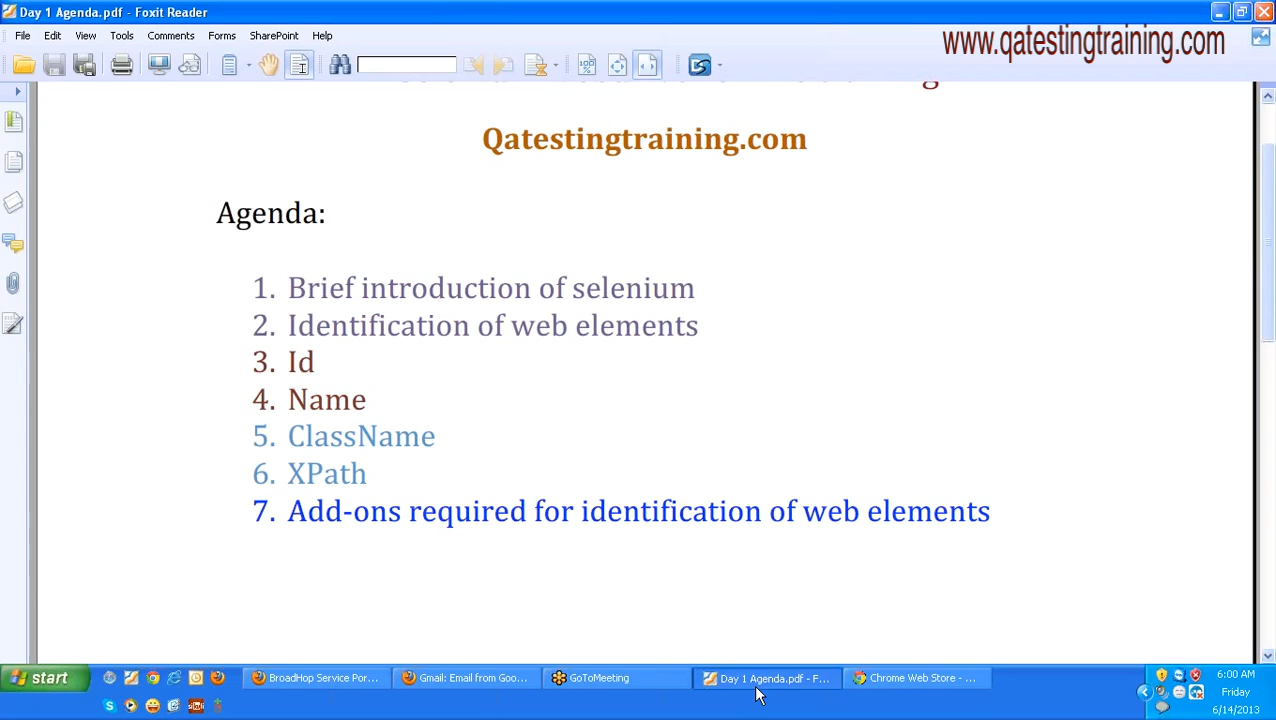 Day 1 Agenda.pdf - Foxit Reader
File Edit View Tools Comments Forms SharePoint Help
www.qatestingtraining.com
Qatestingtraining.com
Agenda:
1. Brief introduction of selenium
2. Identification of web elements
3. Id
4. Name
5. ClassName
6. XPath
7. Add-ons required for identification of web elements
start
BroadHop Service Por...
Gmail: Email from Goo...
GoToMeeting
Day 1 Agenda.pdf - F...
Chrome Web Store - ...
6:00 AM
Friday
6/14/2013